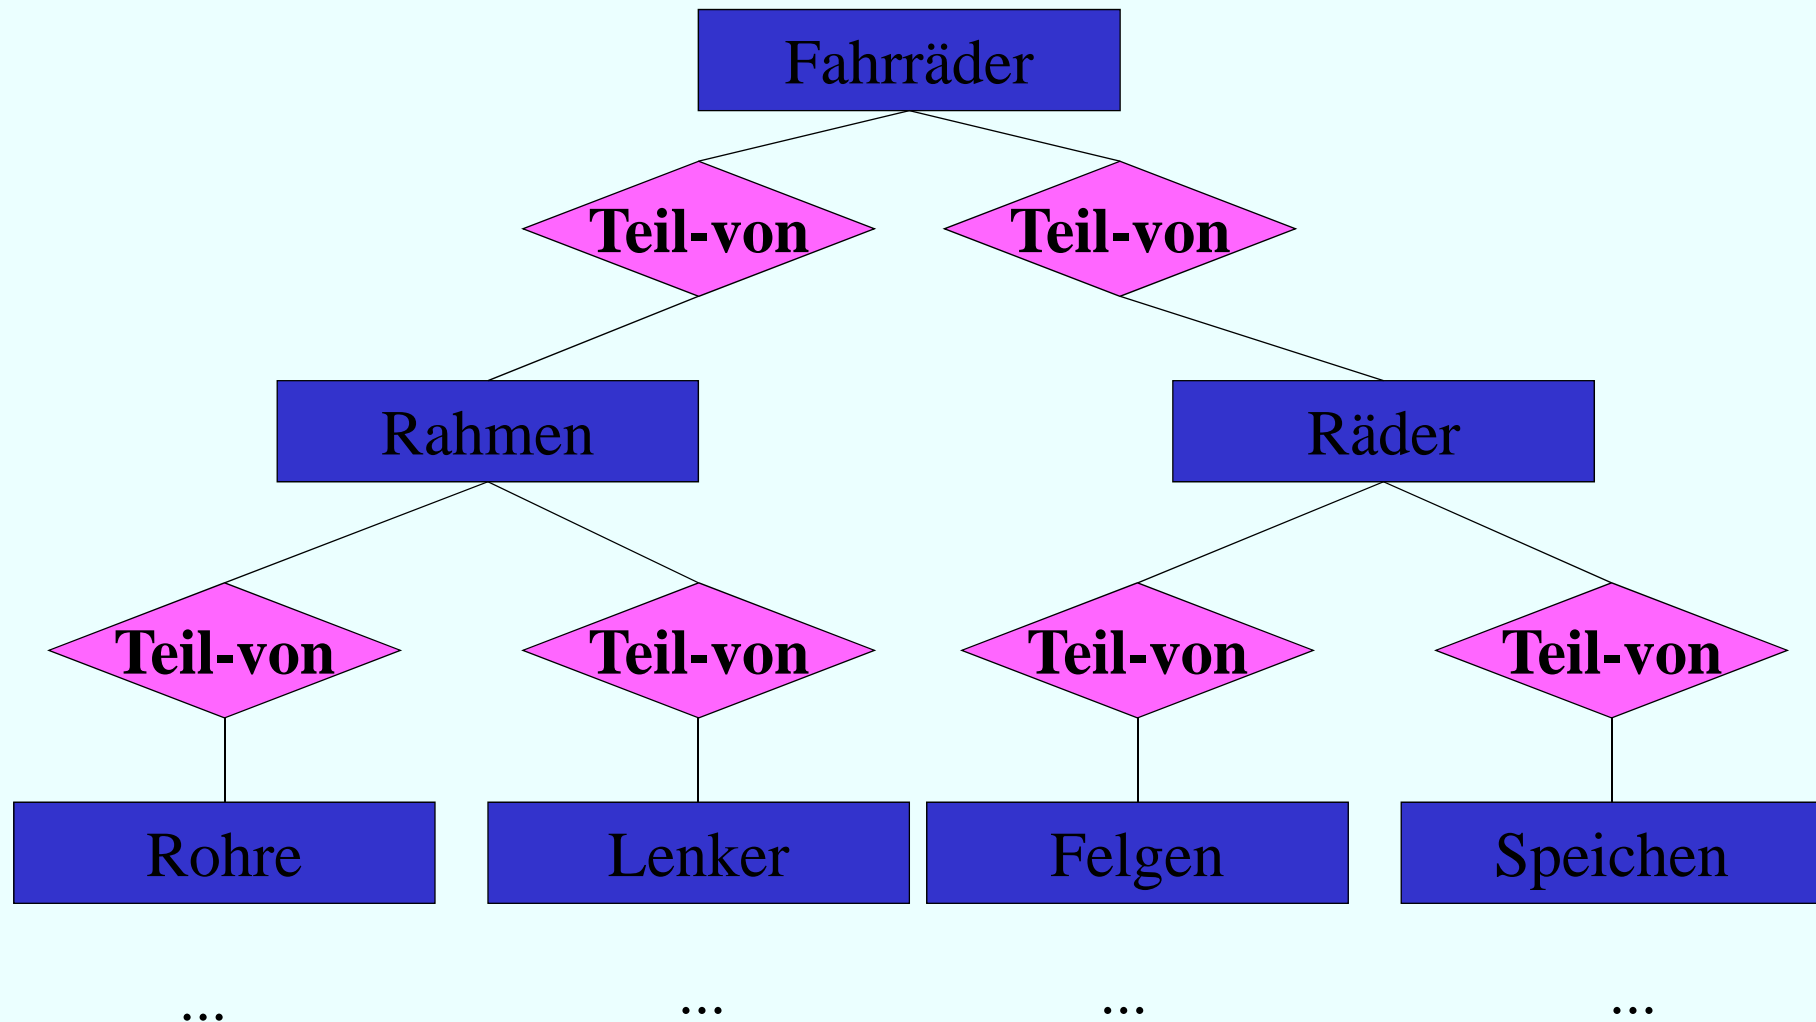 Fahrräder
Teil-von Teil-von
Rahmen Räder
Teil-von Teil-von Teil-von Teil-von
Rohre Lenker Felgen Speichen
... ... ... ...